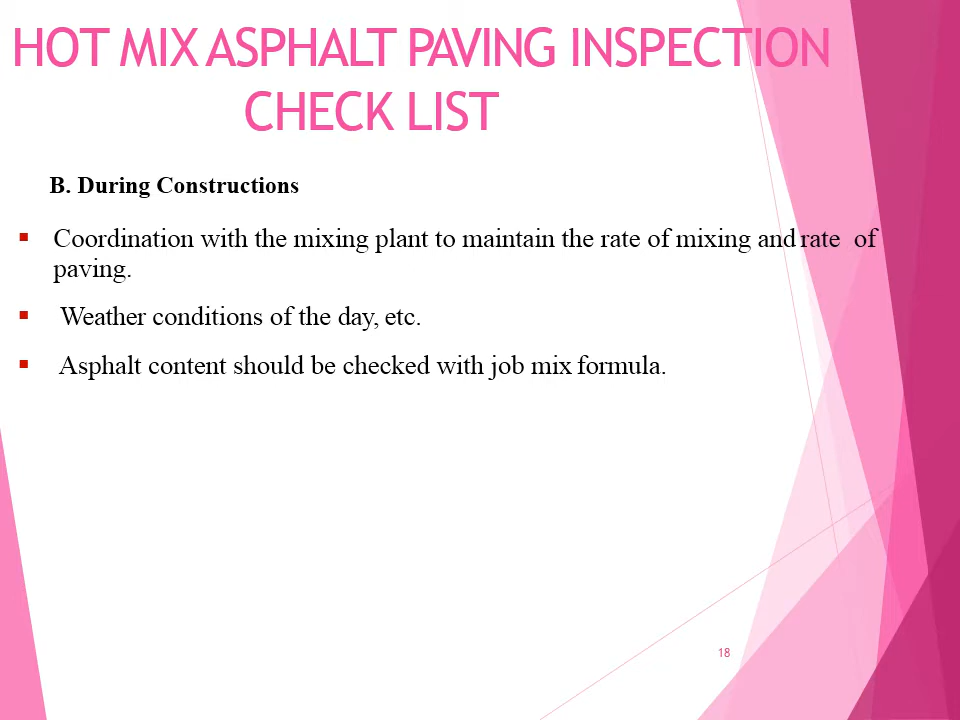 HOT MIX ASPHALT PAVING INSPECTION
CHECK LIST
B. During Constructions
▪ Coordination with the mixing plant to maintain the rate of mixing and rate of
paving.
▪ Weather conditions of the day, etc.
▪ Asphalt content should be checked with job mix formula.
18